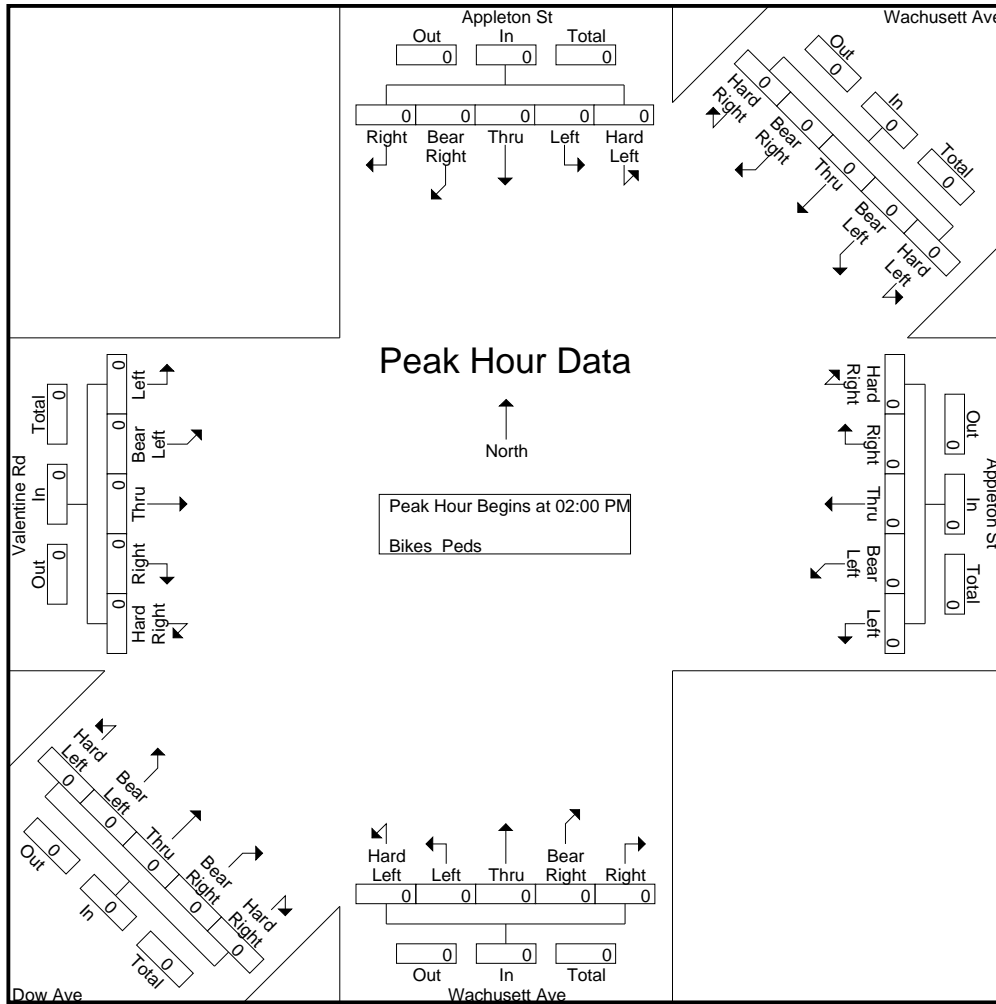 Appleton St
Out In Total
0 0 0
0 0 0 0 0
Right Bear Right Thru Left Hard Left
Wachusett Ave
Out
0
In
0
Total
0
0 0 0 0 0
Hard Right
Bear Right
Thru
Bear Left
Hard Left
Peak Hour Data
North
Peak Hour Begins at 02:00 PM
Bikes Peds
Valentine Rd
Total In Out
0 0 0
0 0 0 0 0
Left
Bear Left
Thru
Right
Hard Right
Appleton St
Out In Total
0 0 0
0 0 0 0 0
Hard Right
Right
Thru
Bear Left
Left
Hard Left
Bear Left
Thru
Bear Right
Hard Right
0 0 0 0 0
0
Out
0
In
0
Total
Dow Ave
Hard Left Left Thru Bear Right Right
0 0 0 0 0
0 0 0
Out In Total
Wachusett Ave